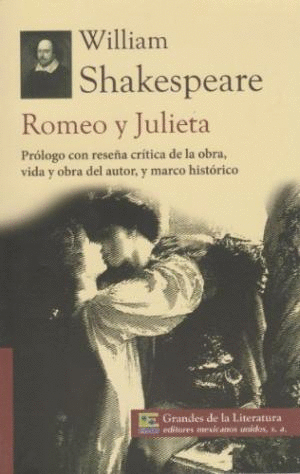 William
Shakespeare
Romeo y Julieta
Prólogo con reseña crítica de la obra,
vida y obra del autor, y marco histórico
Grandes de la Literatura
editores mexicanos unidos, s. a.